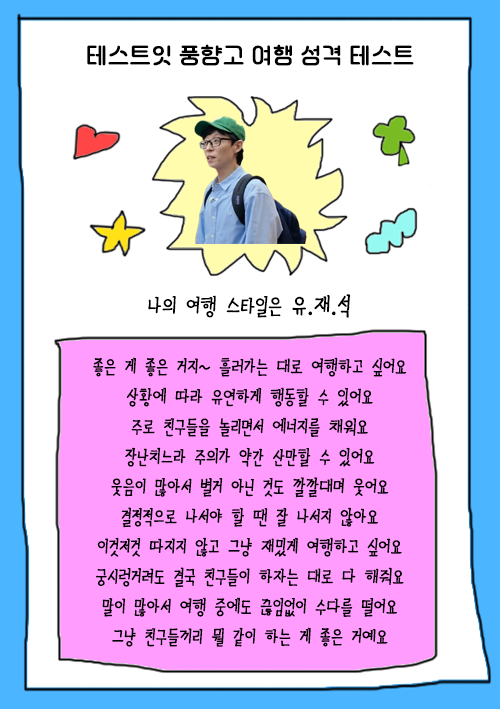 테스트잇 풍향고 여행 성격 테스트
나의 여행 스타일은 유.재.석
좋은 게 좋은 거지~ 흘러가는 대로 여행하고 싶어요
상황에 따라 유연하게 행동할 수 있어요
주로 친구들을 놀리면서 에너지를 채워요
장난치느라 주의가 약간 산만할 수 있어요
웃음이 많아서 별거 아닌 것도 깔깔대며 웃어요
결정적으로 나서야 할 땐 잘 나서지 않아요
이것저것 따지지 않고 그냥 재밌게 여행하고 싶어요
궁시렁거려도 결국 친구들이 하자는 대로 다 해줘요
말이 많아서 여행 중에도 끊임없이 수다를 떨어요
그냥 친구들끼리 뭘 같이 하는 게 좋은 거예요